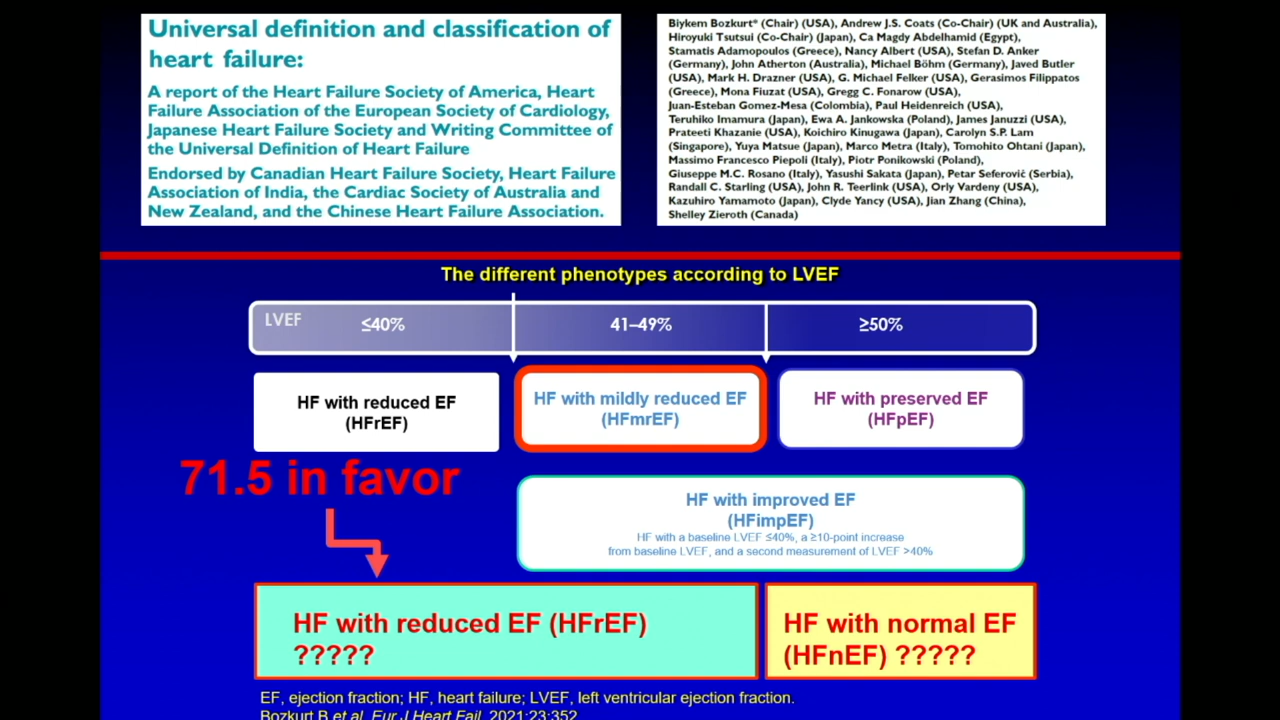 Universal definition and classification of
heart failure:
A report of the Heart Failure Society of America, Heart
Failure Association of the European Society of Cardiology,
Japanese Heart Failure Society and Writing Committee of
the Universal Definition of Heart Failure
Endorsed by Canadian Heart Failure Society, Heart Failure
Association of India, the Cardiac Society of Australia and
New Zealand, and the Chinese Heart Failure Association.
Biykem Bozkurt* (Chair) (USA), Andrew J.S. Coats (Co-Chair) (UK and Australia),
Hiroyuki Tsutsui (Co-Chair) (Japan), Ca Magdy Abdelhamid (Egypt),
Stamatis Adamopoulos (Greece), Nancy Albert (USA), Stefan D. Anker
(Germany), John Atherton (Australia), Michael Böhm (Germany), Javed Butler
(USA), Mark H. Drazner (USA), G. Michael Felker (USA), Gerasimos Filippatos
(Greece), Mona Fiuzat (USA), Gregg C. Fonarow (USA),
Juan-Esteban Gomez-Mesa (Colombia), Paul Heidenreich (USA),
Teruhiko Imamura (Japan), Ewa A. Jankowska (Poland), James Januzzi (USA),
Prateeti Khazanie (USA), Koichiro Kinugawa (Japan), Carolyn S.P. Lam
(Singapore), Yuya Matsue (Japan), Marco Metra (Italy), Tomohito Ohtani (Japan),
Massimo Francesco Piepoli (Italy), Piotr Ponikowski (Poland),
Giuseppe M.C. Rosano (Italy), Yasushi Sakata (Japan), Petar Seferović (Serbia),
Randall C. Starling (USA), John R. Teerlink (USA), Orly Vardeny (USA),
Kazuhiro Yamamoto (Japan), Clyde Yancy (USA), Jian Zhang (China),
Shelley Zieroth (Canada)
The different phenotypes according to LVEF
LVEF ≤40% 41–49% ≥50%
HF with reduced EF
(HFrEF)
HF with mildly reduced EF
(HFmrEF)
HF with preserved EF
(HFpEF)
71.5 in favor
HF with improved EF
(HFimpEF)
HF with a baseline LVEF ≤40%, a ≥10-point increase
from baseline LVEF, and a second measurement of LVEF >40%
HF with reduced EF (HFrEF)
?????
HF with normal EF
(HFnEF) ?????
EF, ejection fraction; HF, heart failure; LVEF, left ventricular ejection fraction.
Bozkurt B et al. Eur J Heart Fail. 2021;23:352